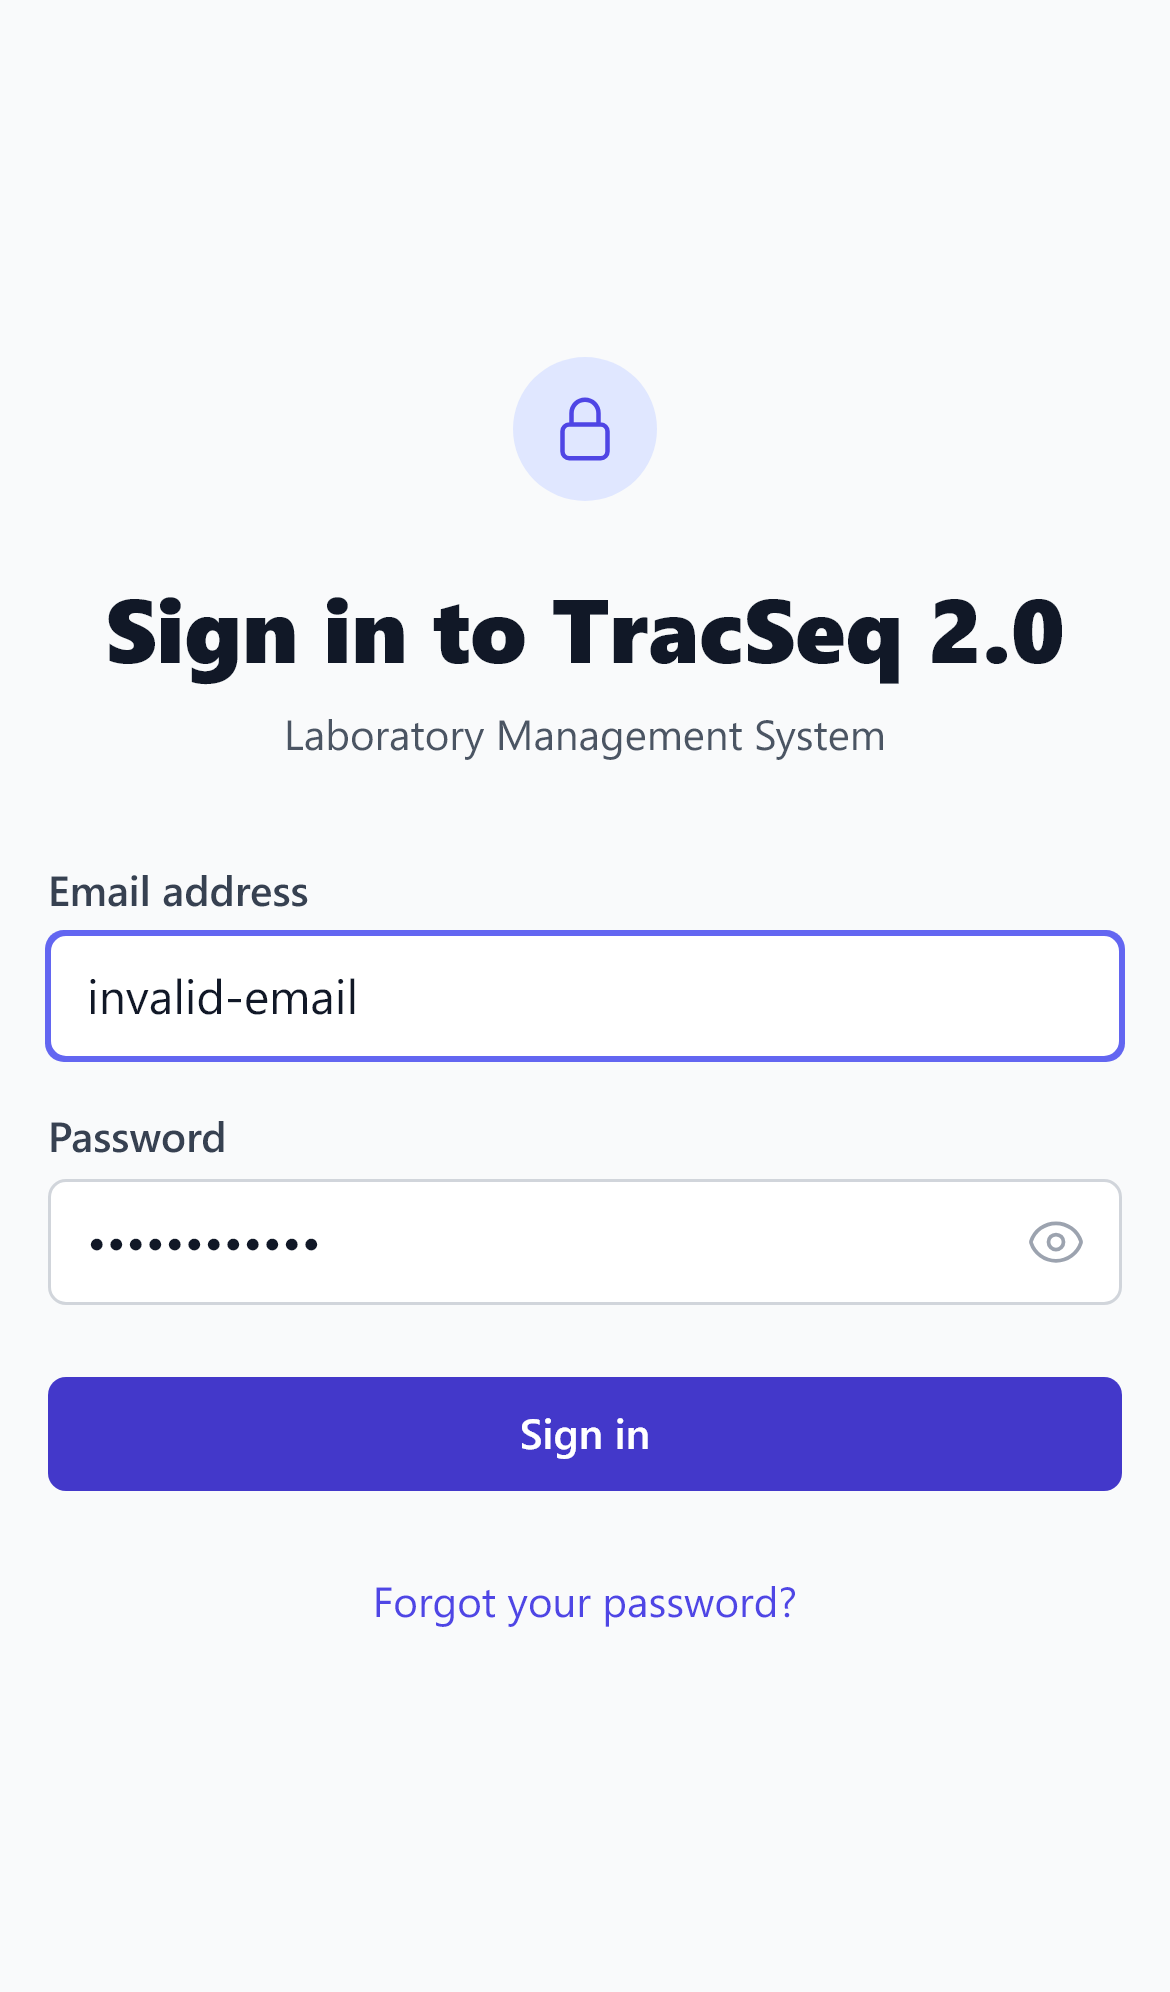 Sign in to TracSeq 2.0
Laboratory Management System
Email address
invalid-email
Password
••••••••••••
Sign in
Forgot your password?